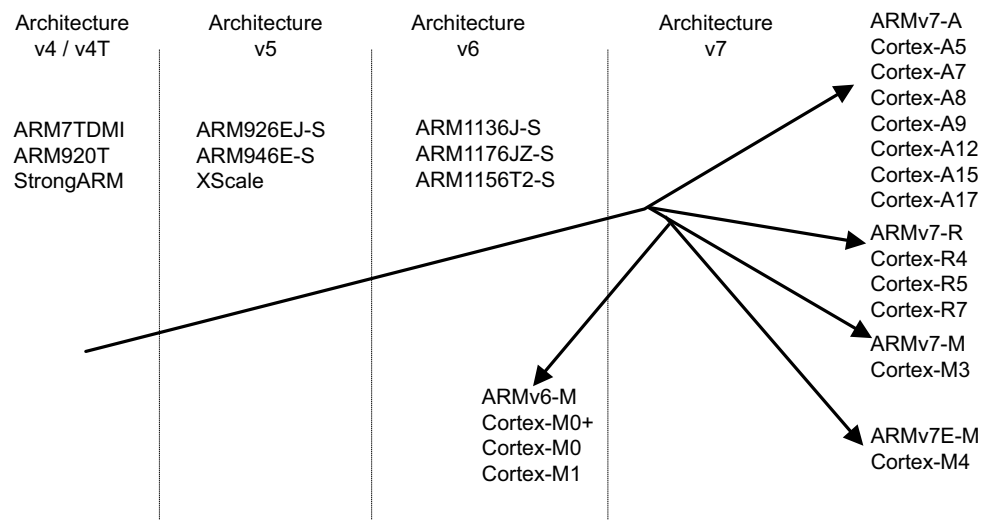 Architecture
v4 / v4T
Architecture
v5
Architecture
v6
Architecture
v7
ARM7TDMI
ARM920T
StrongARM
ARM926EJ-S
ARM946E-S
XScale
ARM1136J-S
ARM1176JZ-S
ARM1156T2-S
ARMv7-A
Cortex-A5
Cortex-A7
Cortex-A8
Cortex-A9
Cortex-A12
Cortex-A15
Cortex-A17
ARMv7-R
Cortex-R4
Cortex-R5
Cortex-R7
ARMv7-M
Cortex-M3
ARMv6-M
Cortex-M0+
Cortex-M0
Cortex-M1
ARMv7E-M
Cortex-M4